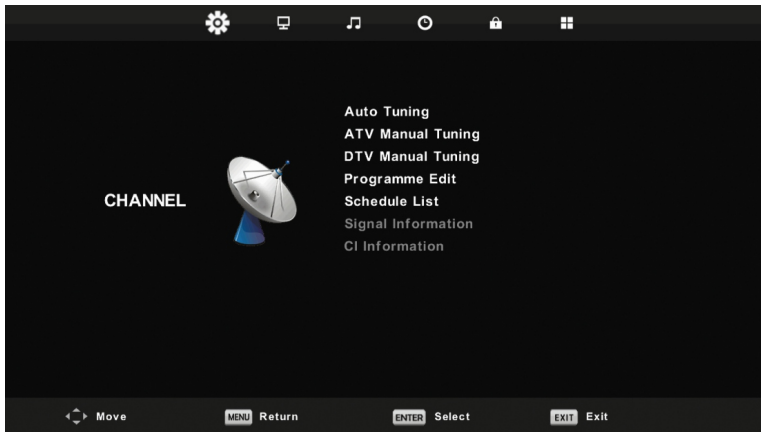 Auto Tuning
ATV Manual Tuning
DTV Manual Tuning
Programme Edit
CHANNEL
Schedule List
Signal Information
CI Information
Move
MENU Return
ENTER Select
EXIT Exit